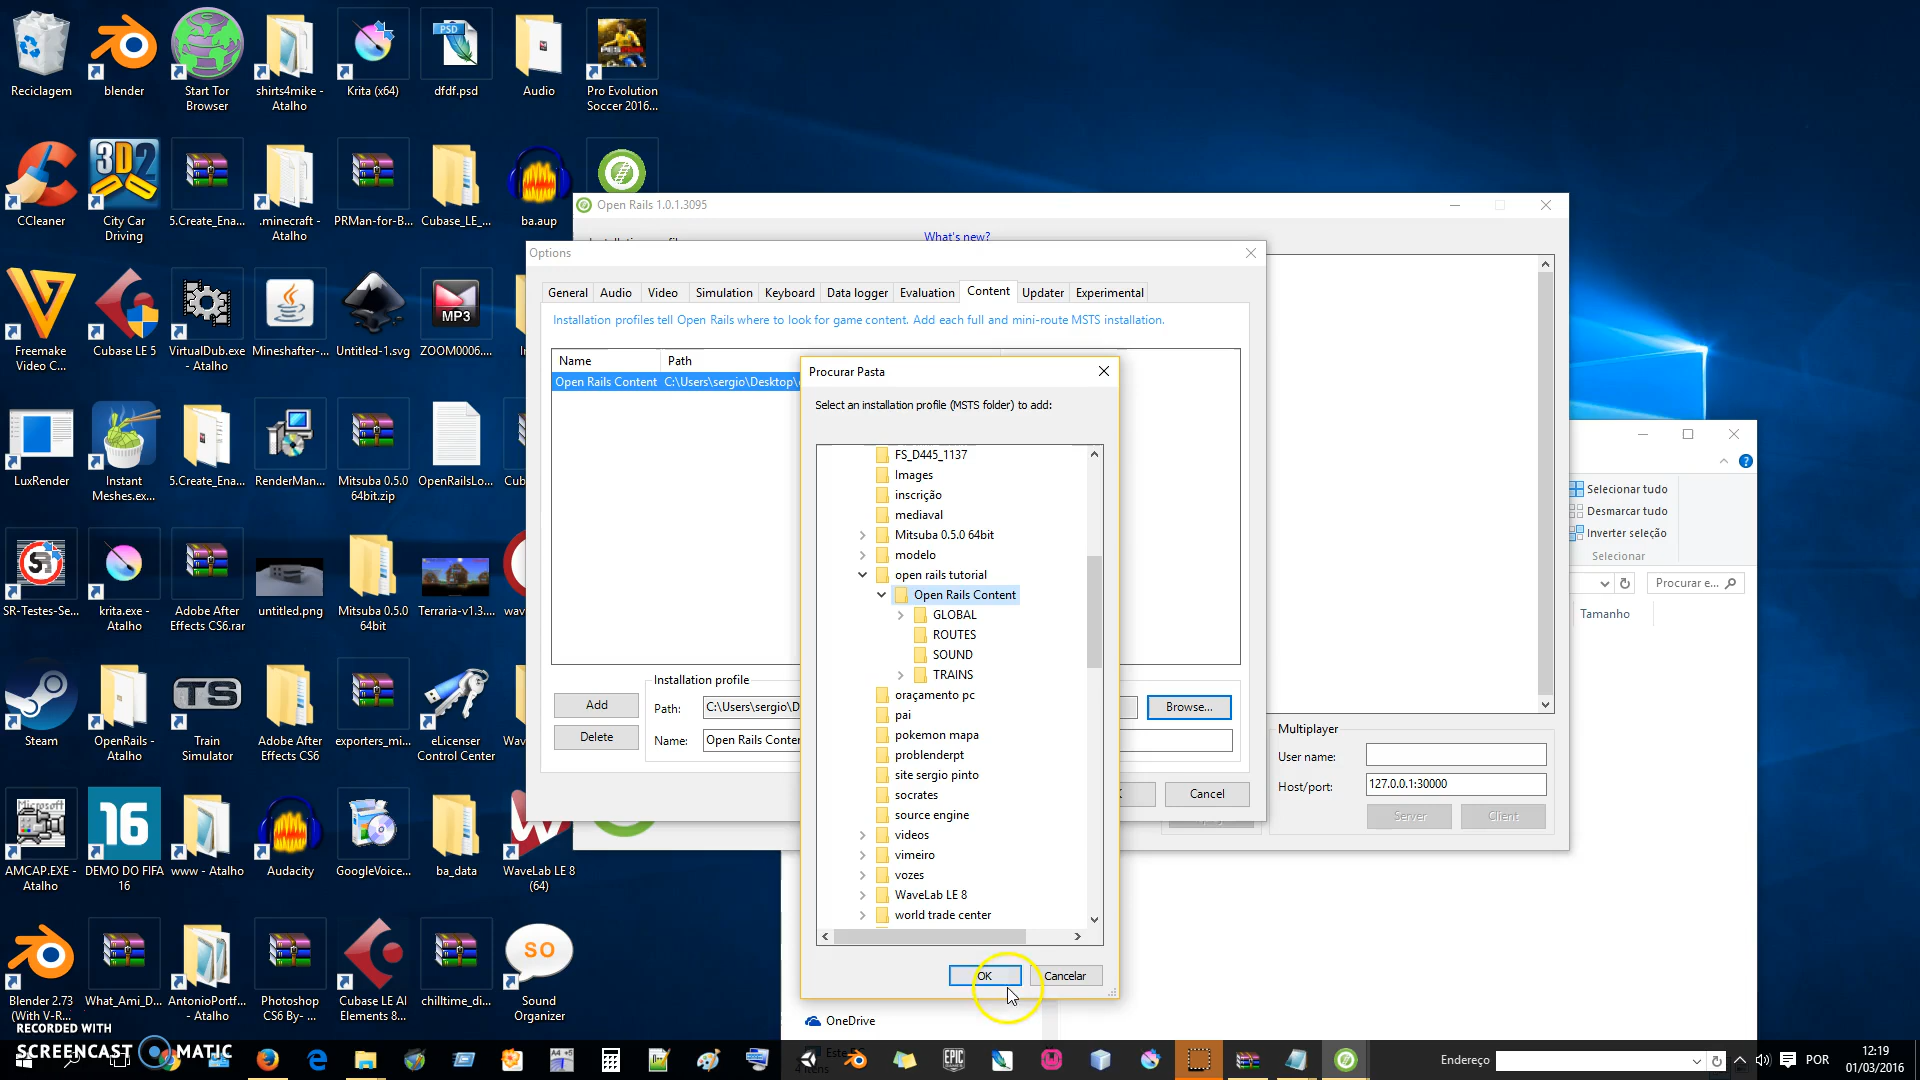 Reciclagem
blender
Start Tor
Browser
shirts4mike -
Atalho
Krita (x64)
PSD
dfdf.psd
Audio
Pro Evolution
Soccer 2016...
CCleaner
3D2
City Car
Driving
5.Create_Ena...
.minecraft -
Atalho
PRMan-for-B...
Cubase_LE_...
ba.aup
Freemake
Video C...
Cubase LE 5
VirtualDub.exe
- Atalho
Mineshafter-...
Untitled-1.svg
MP3
ZOOM0006....
LuxRender
Instant
Meshes.ex...
5.Create_Ena...
RenderMan...
Mitsuba 0.5.0
64bit.zip
OpenRailsLo...
SR
SR-Testes-Se...
krita.exe -
Atalho
Adobe After
Effects CS6.rar
untitled.png
Mitsuba 0.5.0
64bit
Terraria-v1.3....
Steam
OpenRails -
Atalho
TS
Train
Simulator
Adobe After
Effects CS6
exporters_mi...
eLicenser
Control Center
Microsoft
AMCAP.EXE -
Atalho
16
DEMO DO FIFA
16
www - Atalho
Audacity
GoogleVoice...
ba_data
WaveLab LE 8
(64)
Blender 2.73
(With V-R...
What_Ami_D...
AntonioPortf...
- Atalho
Photoshop
CS6 By- ...
Cubase LE AI
Elements 8...
chilltime_di...
SO
Sound
Organizer
Open Rails 1.0.1.3095
What's new?
Options
General
Audio
Video
Simulation
Keyboard
Data logger
Evaluation
Content
Updater
Experimental
Installation profiles tell Open Rails where to look for game content. Add each full and mini-route MSTS installation.
Name
Path
Open Rails Content
C:\Users\sergio\Desktop\
Add
Delete
Installation profile
Path:
C:\Users\sergio\D
Browse...
Name:
Open Rails Conten
Cancel
Procurar Pasta
Select an installation profile (MSTS folder) to add:
FS_D445_1137
Images
inscrição
mediaval
Mitsuba 0.5.0 64bit
modelo
open rails tutorial
Open Rails Content
GLOBAL
ROUTES
SOUND
TRAINS
oraçamento pc
pai
pokemon mapa
problenderpt
site sergio pinto
socrates
source engine
videos
vimeiro
vozes
WaveLab LE 8
world trade center
OK
Cancelar
Multiplayer
User name:
Host/port:
127.0.0.1:30000
Server
Client
Selecionar tudo
Desmarcar tudo
Inverter seleção
Selecionar
Procurar e...
Tamanho
OneDrive
RECORDED WITH
SCREENCAST MATIC
EPIC
Endereço
POR
12:19
01/03/2016